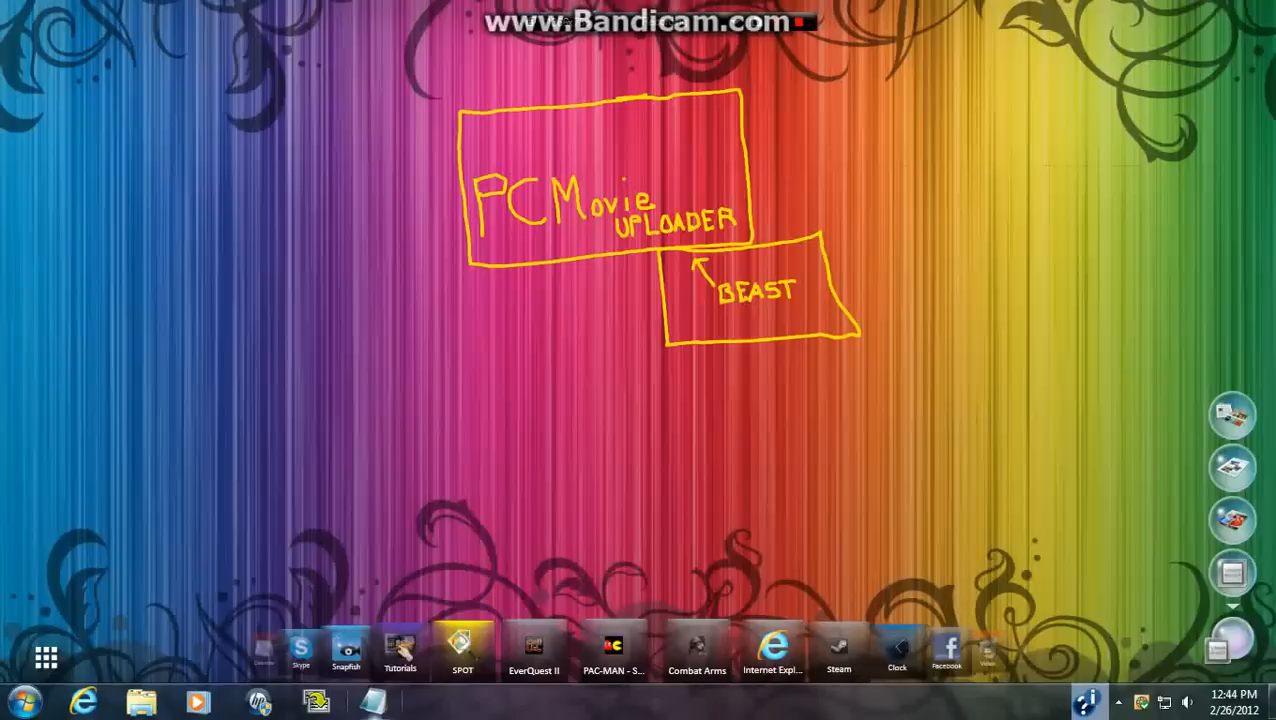 www.Bandicam.com
PCMovie
UPLOADER
BEAST
Skype
Snapfish
Tutorials
SPOT
EverQuest II
PAC-MAN - S...
Combat Arms
Internet Expl...
Steam
Clock
Facebook
12:44 PM
2/26/2012